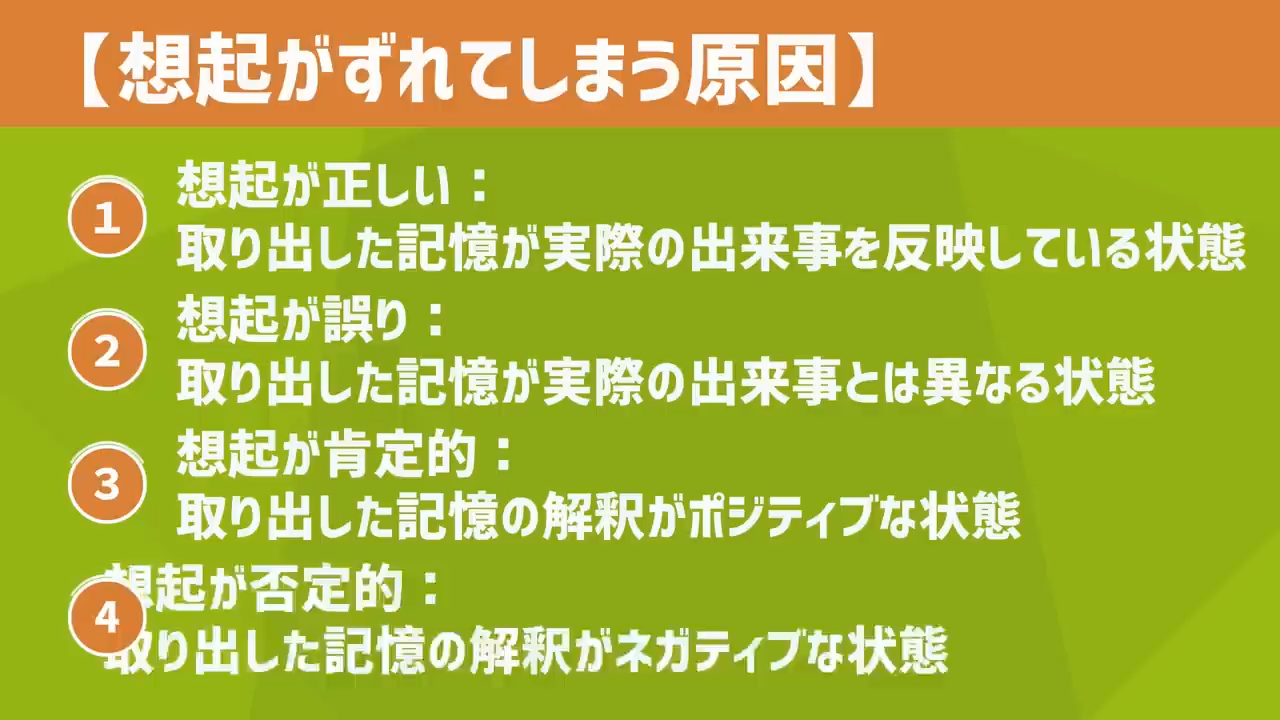 【想起がずれてしまう原因】
1
想起が正しい：
取り出した記憶が実際の出来事を反映している状態
2
想起が誤り：
取り出した記憶が実際の出来事とは異なる状態
3
想起が肯定的：
取り出した記憶の解釈がポジティブな状態
4
想起が否定的：
取り出した記憶の解釈がネガティブな状態